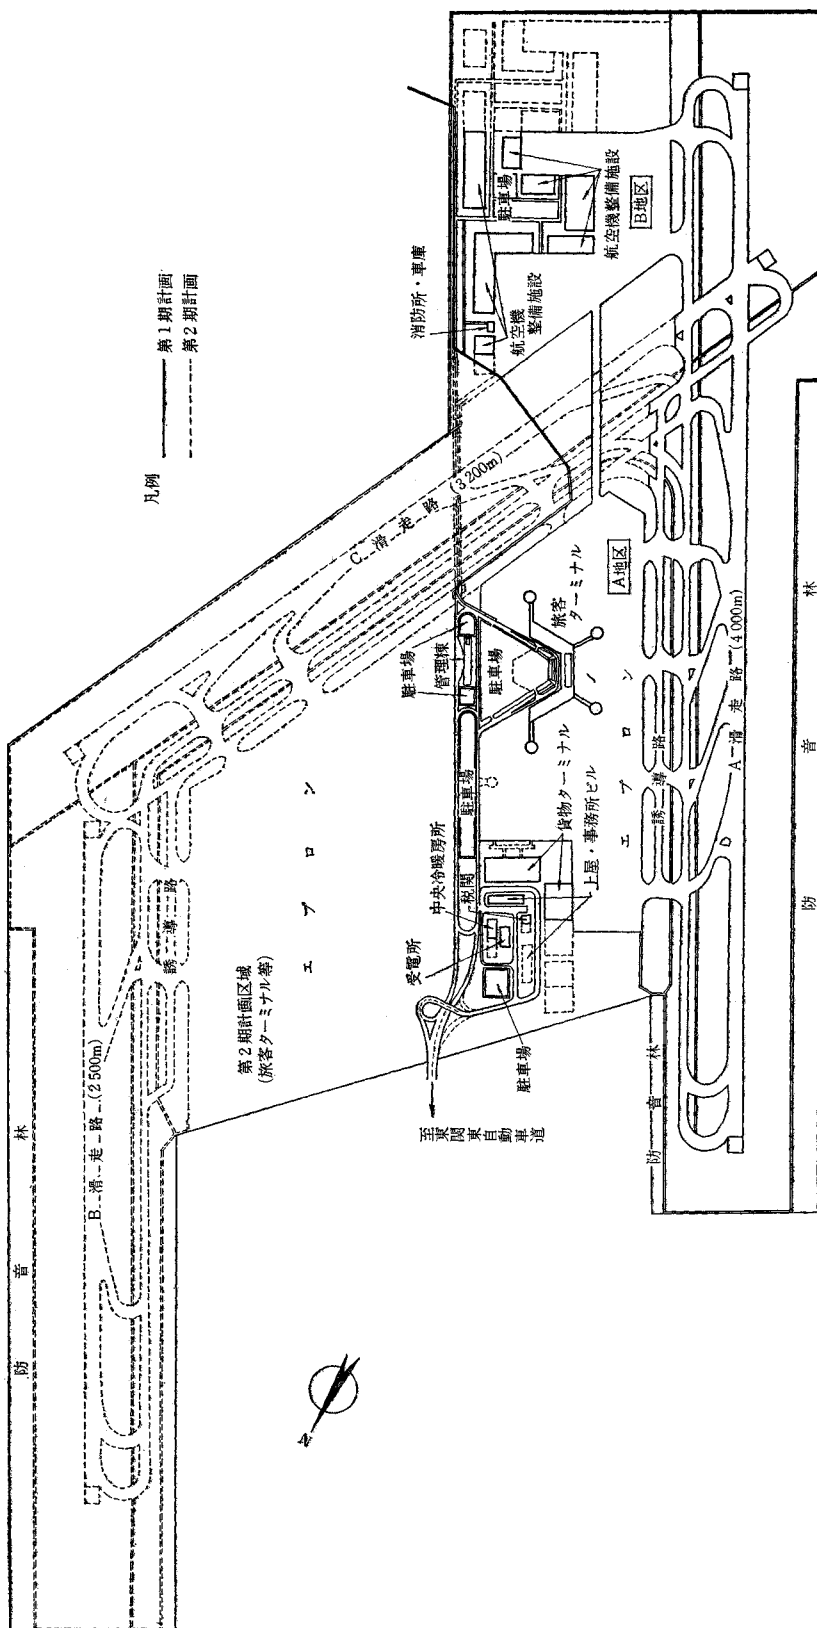 凡例
第1期計画
第2期計画
消防所・車庫
航空機
整備施設
駐車場
航空機整備施設
B地区
C滑走路(3200m)
A地区
旅客
ターミナル
駐車場
管理棟
駐車場
駐車場
税関
中央冷暖房所
受電所
駐車場
貨物ターミナル
上屋・事務所ビル
エプロン
誘導路
A滑走路(4000m)
防音林
防音林
至東関東自動車道
エプロン
第2期計画区域
(旅客ターミナル等)
誘導路
B滑走路(2500m)
防音林
N